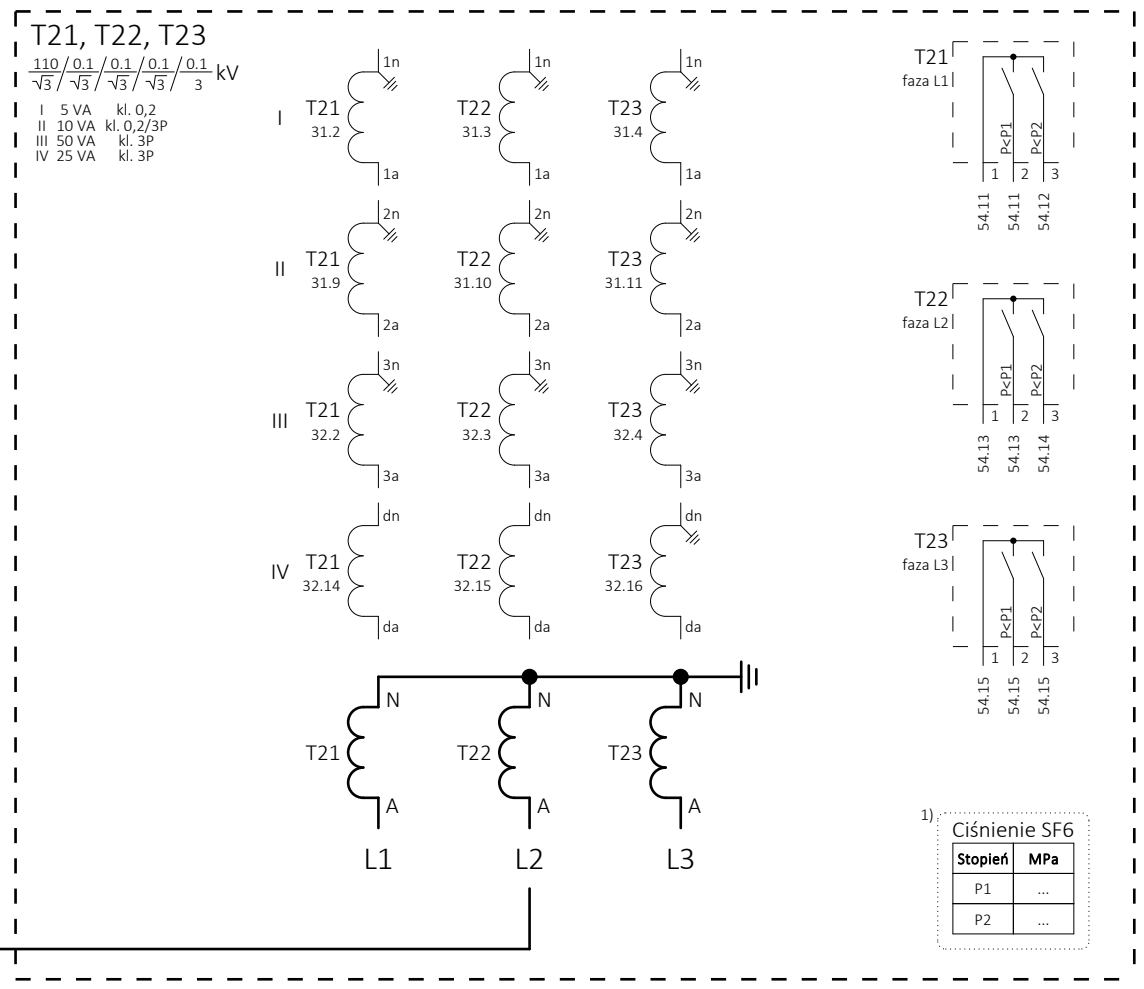 T21, T22, T23
110/√3 / 0.1/√3 / 0.1/√3 / 0.1/√3 / 0.1/3 kV
I 5 VA kl. 0,2
II 10 VA kl. 0,2/3P
III 50 VA kl. 3P
IV 25 VA kl. 3P
1n 1n 1n
I T21 T22 T23
31.2 31.3 31.4
1a 1a 1a
2n 2n 2n
II T21 T22 T23
31.9 31.10 31.11
2a 2a 2a
3n 3n 3n
III T21 T22 T23
32.2 32.3 32.4
3a 3a 3a
dn dn dn
IV T21 T22 T23
32.14 32.15 32.16
da da da
N N N
T21 T22 T23
A A A
L1 L2 L3
T21
faza L1
P<P1 P<P2
1 2 3
54.11 54.11 54.12
T22
faza L2
P<P1 P<P2
1 2 3
54.13 54.13 54.14
T23
faza L3
P<P1 P<P2
1 2 3
54.15 54.15 54.15
1)
Ciśnienie SF6
Stopień MPa
P1 ...
P2 ...